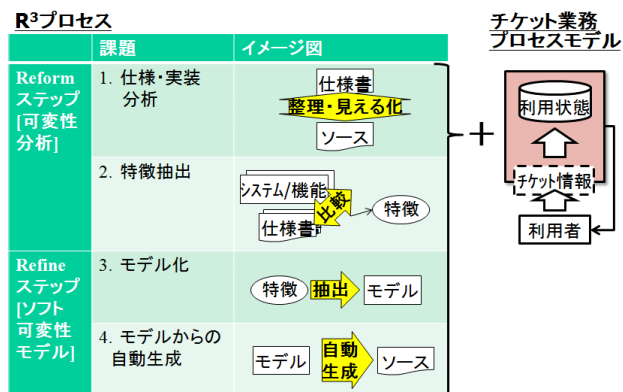 R³プロセス
チケット業務
プロセスモデル
課題
イメージ図
Reform
ステップ
[可変性
分析]
1. 仕様・実装
分析
仕様書
整理・見える化
ソース
2. 特徴抽出
システム/機能
比較
仕様書
特徴
Refine
ステップ
[ソフト
可変性
モデル]
3. モデル化
特徴
抽出
モデル
4. モデルからの
自動生成
モデル
自動
生成
ソース
+
利用状態
チケット情報
利用者